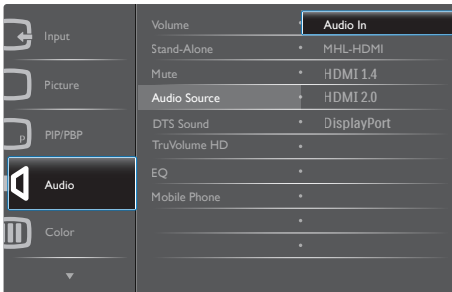 Input
Picture
P
PIP/PBP
Audio
Color
Volume
Stand-Alone
Mute
Audio Source
DTS Sound
TruVolume HD
EQ
Mobile Phone
Audio In
MHL-HDMI
HDMI 1.4
HDMI 2.0
DisplayPort